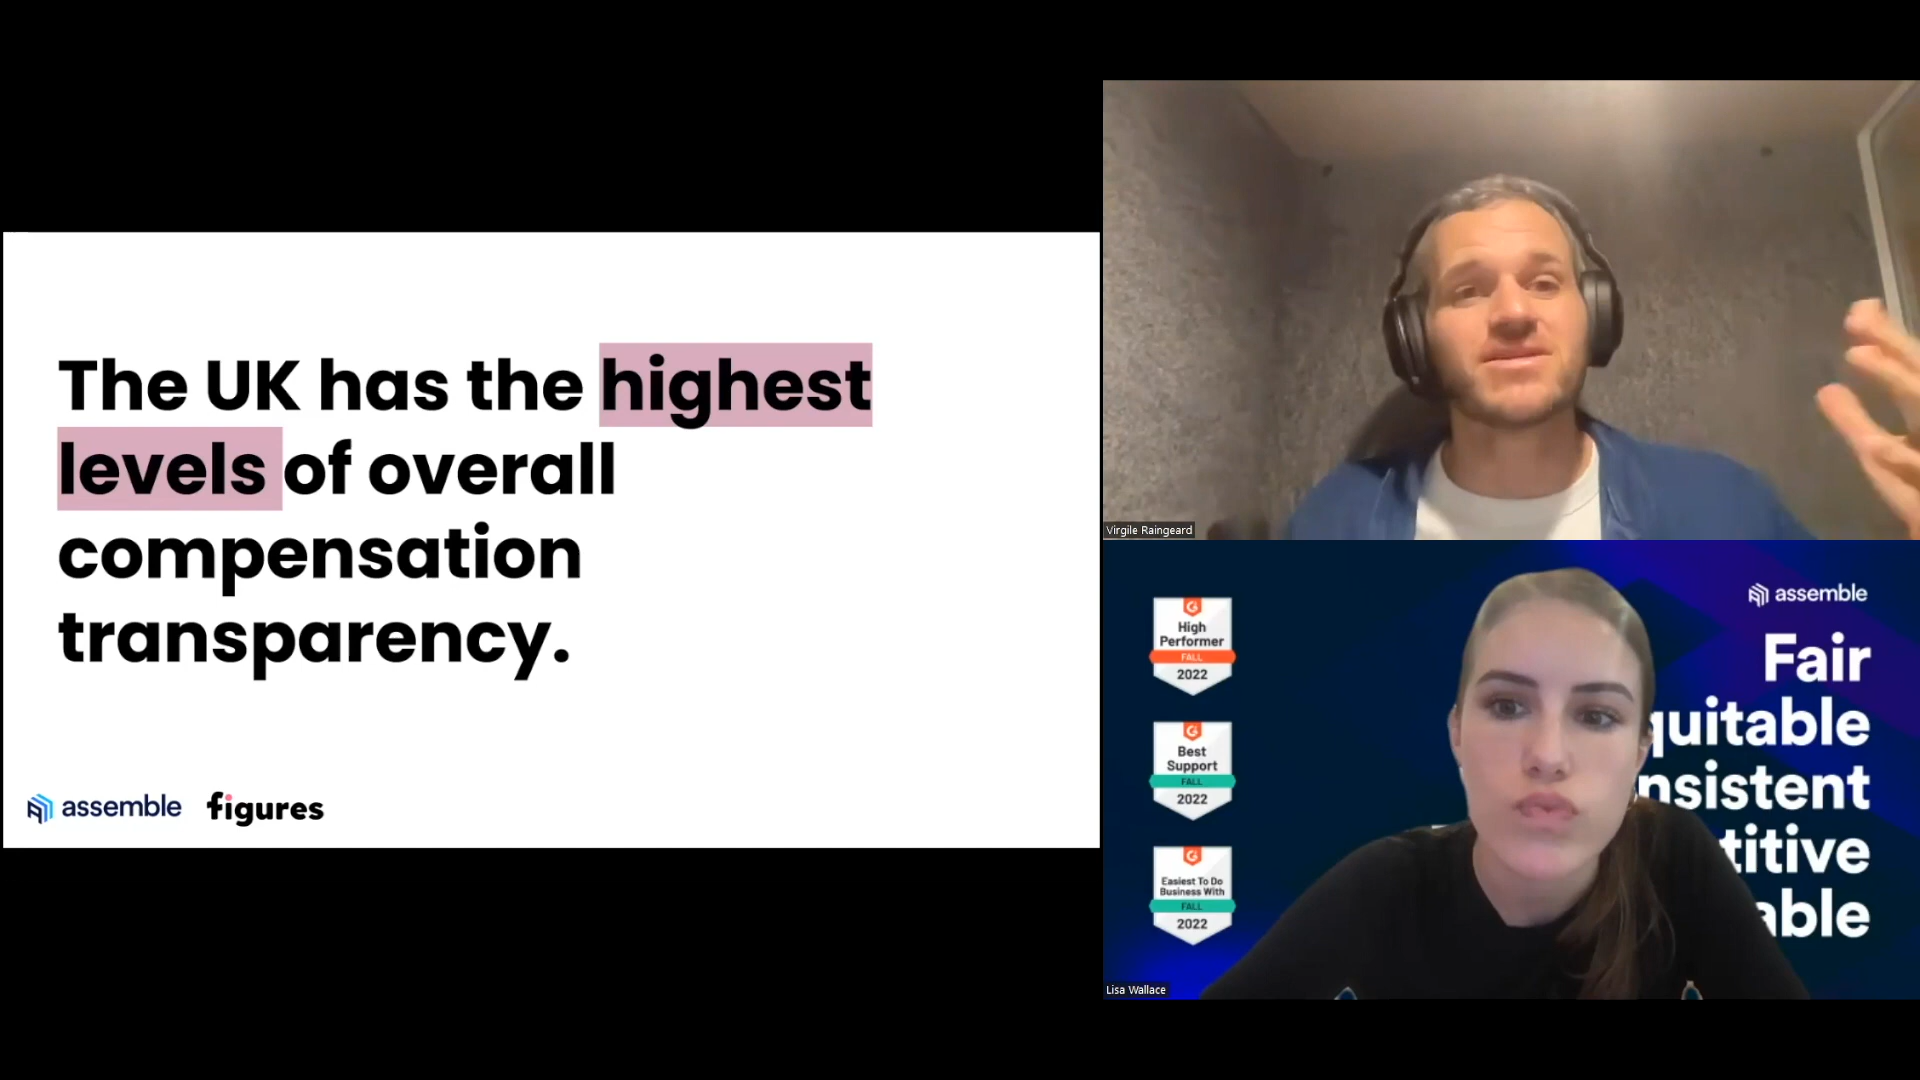 The UK has the highest
levels of overall
compensation
transparency.
assemble figures
Virgile Raingeard
High
Performer
FALL
2022
Best
Support
FALL
2022
Easiest To Do
Business With
FALL
2022
assemble
Fair
quitable
nsistent
titive
able
Lisa Wallace